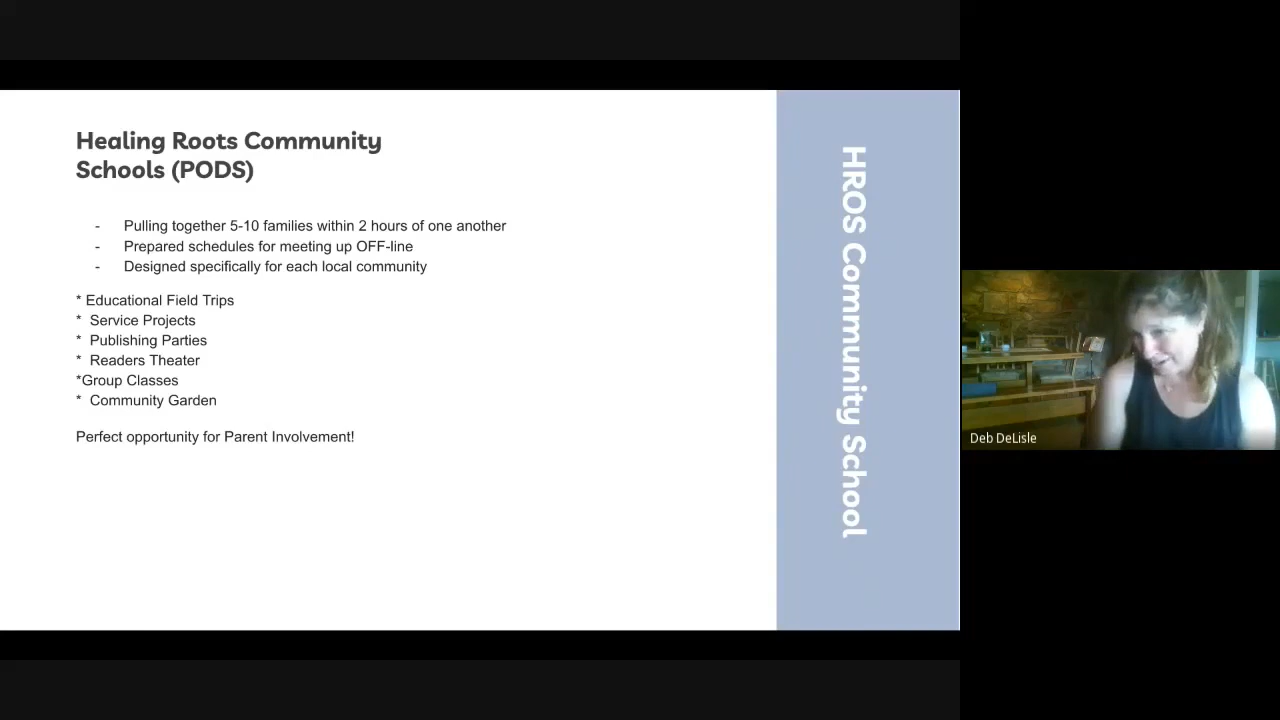 Healing Roots Community
Schools (PODS)
- Pulling together 5-10 families within 2 hours of one another
- Prepared schedules for meeting up OFF-line
- Designed specifically for each local community
* Educational Field Trips
* Service Projects
* Publishing Parties
* Readers Theater
*Group Classes
* Community Garden
Perfect opportunity for Parent Involvement!
HROS Community School
Deb DeLisle